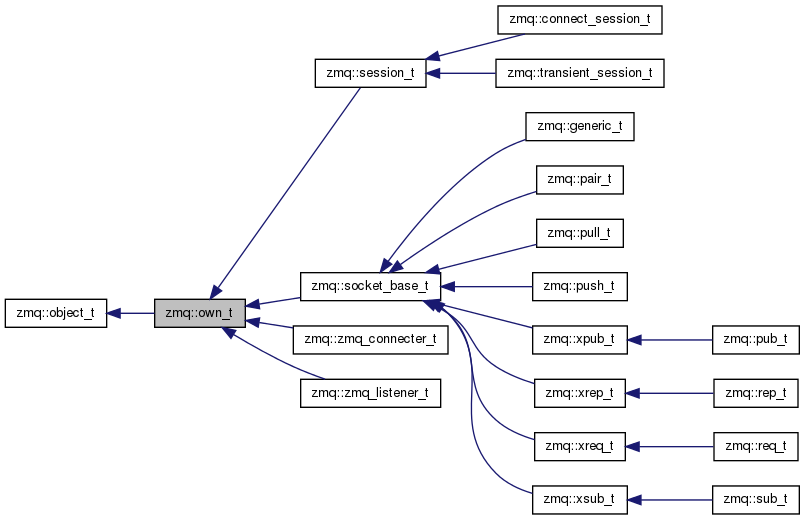 zmq::connect_session_t
zmq::session_t
zmq::transient_session_t
zmq::generic_t
zmq::pair_t
zmq::pull_t
zmq::socket_base_t
zmq::push_t
zmq::object_t
zmq::own_t
zmq::zmq_connecter_t
zmq::xpub_t
zmq::pub_t
zmq::zmq_listener_t
zmq::xrep_t
zmq::rep_t
zmq::xreq_t
zmq::req_t
zmq::xsub_t
zmq::sub_t